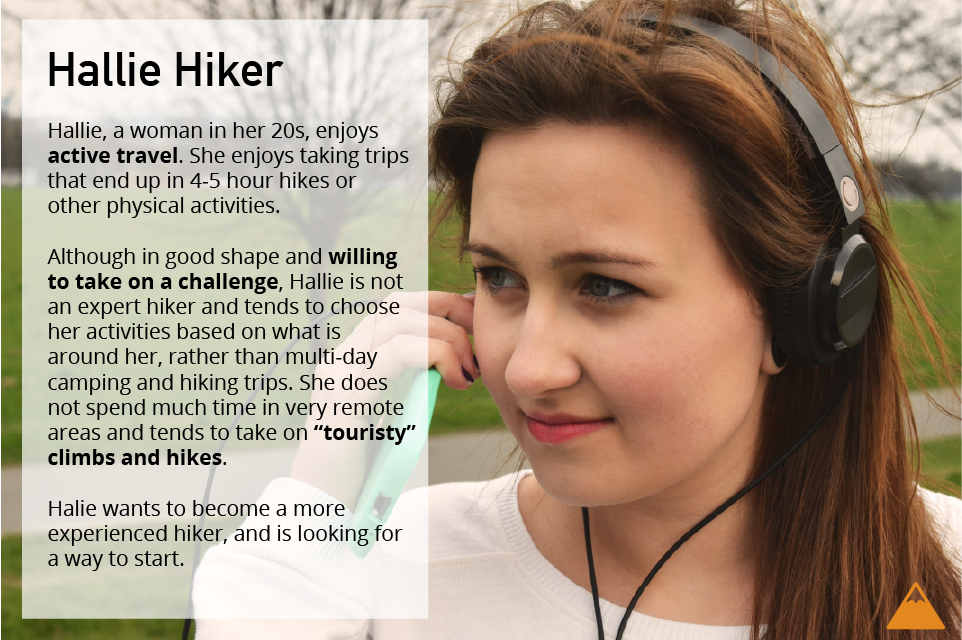 Hallie Hiker
Hallie, a woman in her 20s, enjoys
active travel. She enjoys taking trips
that end up in 4-5 hour hikes or
other physical activities.
Although in good shape and willing
to take on a challenge, Hallie is not
an expert hiker and tends to choose
her activities based on what is
around her, rather than multi-day
camping and hiking trips. She does
not spend much time in very remote
areas and tends to take on “touristy”
climbs and hikes.
Halie wants to become a more
experienced hiker, and is looking for
a way to start.